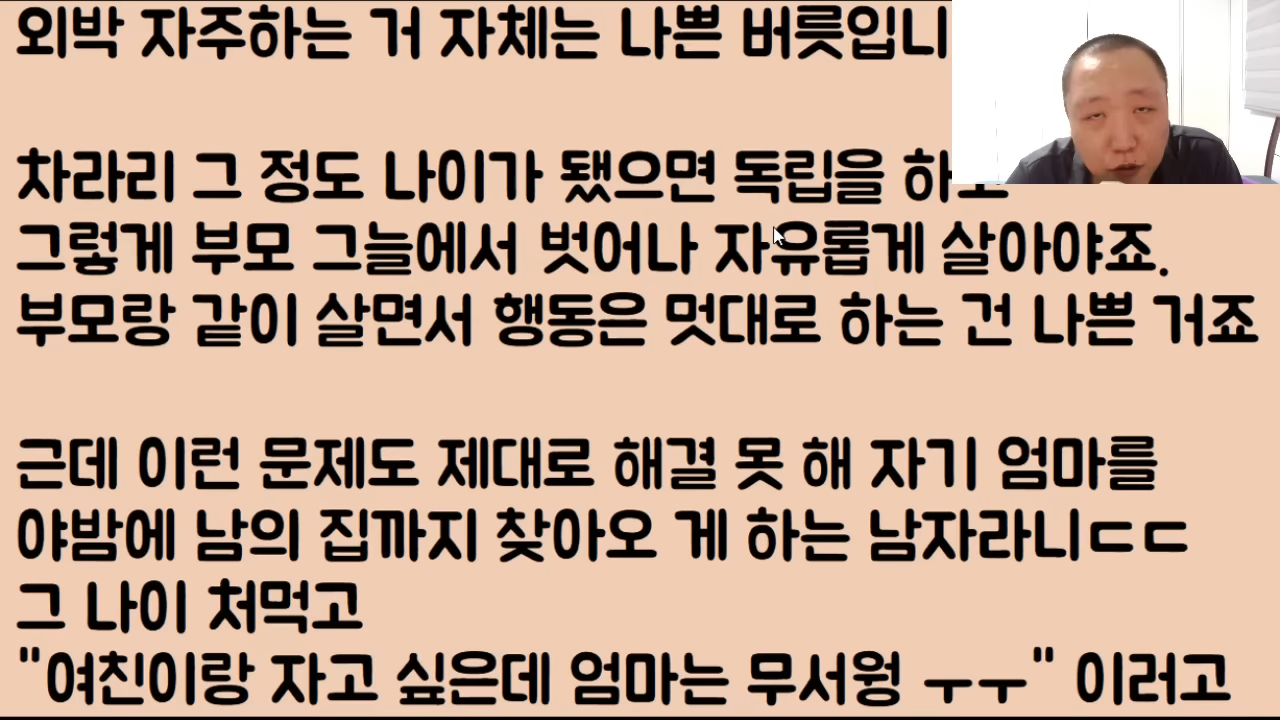 외박 자주하는 거 자체는 나쁜 버릇입니
차라리 그 정도 나이가 됐으면 독립을
그렇게 부모 그늘에서 벗어나 자유롭게 살아야죠.
부모랑 같이 살면서 행동은 멋대로 하는 건 나쁜 거죠
근데 이런 문제도 제대로 해결 못 해 자기 엄마를
야밤에 남의 집까지 찾아오 게 하는 남자라니ㄷㄷ
그 나이 처먹고
"여친이랑 자고 싶은데 엄마는 무서웡 ㅜㅜ" 이러고